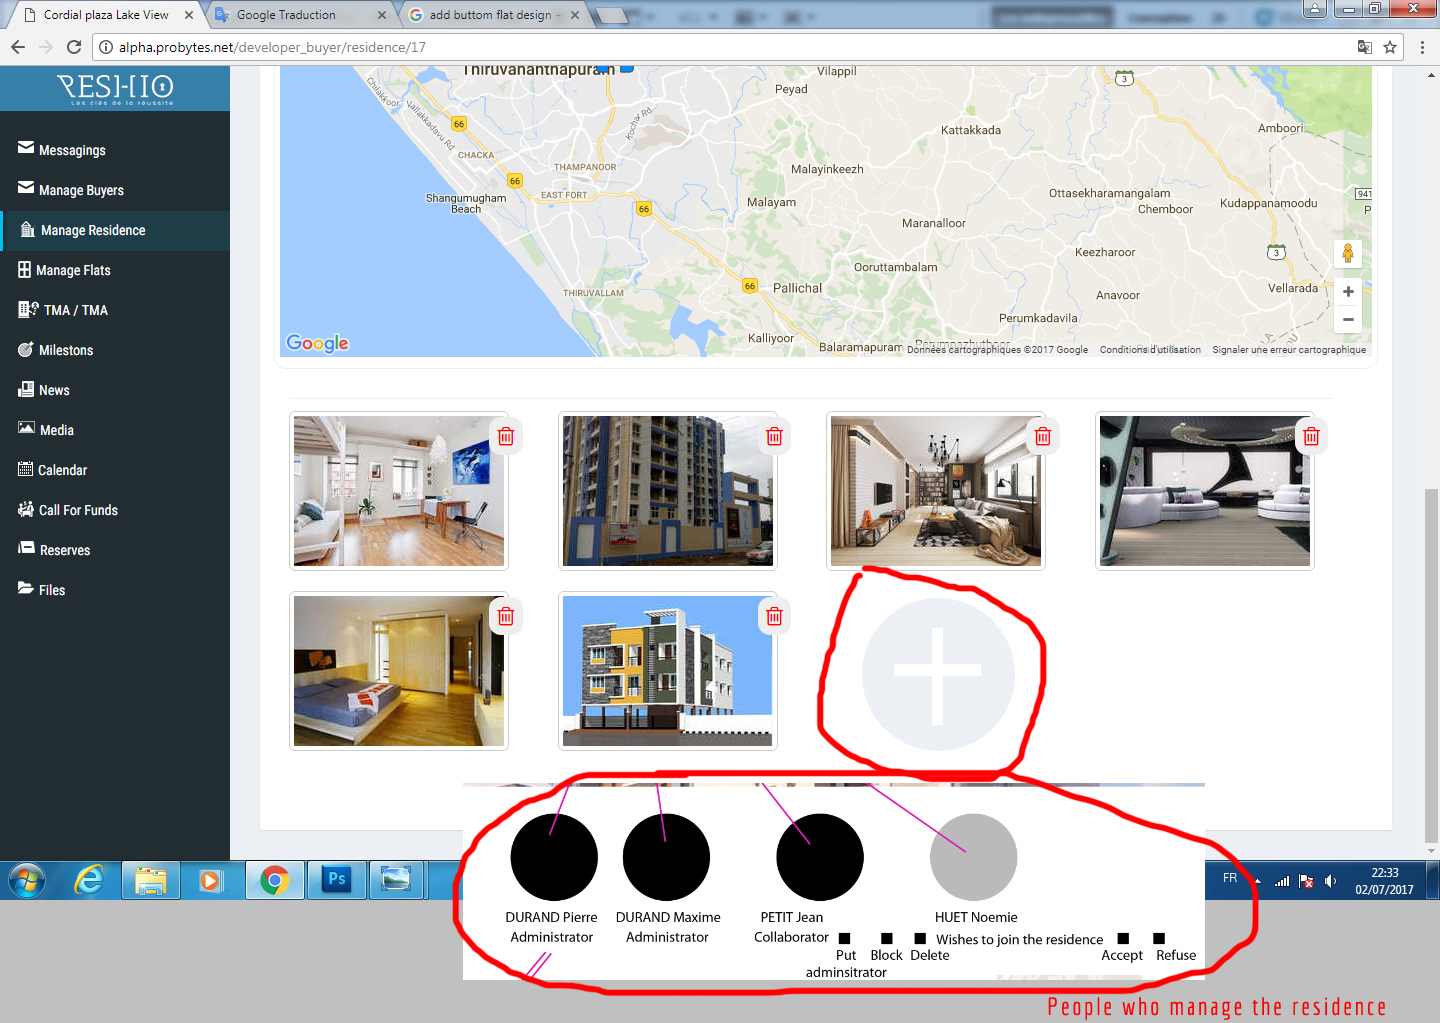 Cordial plaza Lake View
Google Traduction
add buttom flat design -
alpha.probytes.net/developer_buyer/residence/17
RESI-HO
Les clés de la réussite
Messagings
Manage Buyers
Manage Residence
Manage Flats
TMA / TMA
Milestons
News
Media
Calendar
Call For Funds
Reserves
Files
Thiruvananthapuram
Vilappil
3
Peyad
Chilakkoor
Vallakkadavu Rd
Kochar Rd
66
Kattakkada
Amboori
CHACKA
THAMPANOOR
Malayinkeezh
66
EAST FORT
Ottasekharamangalam
941
Shangumugham
Beach
66
Malayam
Chemboor
Kudappanamoodu
Maranalloor
Keezharoor
3
Ooruttambalam
THIRUVALLAM
66
Pallichal
Anavoor
Vellarada
Perumkadavila
Kalliyoor
Balaramapuram
Perumpazhuthoor
Google
Données cartographiques ©2017 Google
Conditions d'utilisation
Signaler une erreur cartographique
DURAND Pierre
Administrator
DURAND Maxime
Administrator
PETIT Jean
Collaborator
HUET Noemie
Wishes to join the residence
Put
adminsitrator
Block
Delete
Accept
Refuse
Ps
FR
22:33
02/07/2017
People who manage the residence